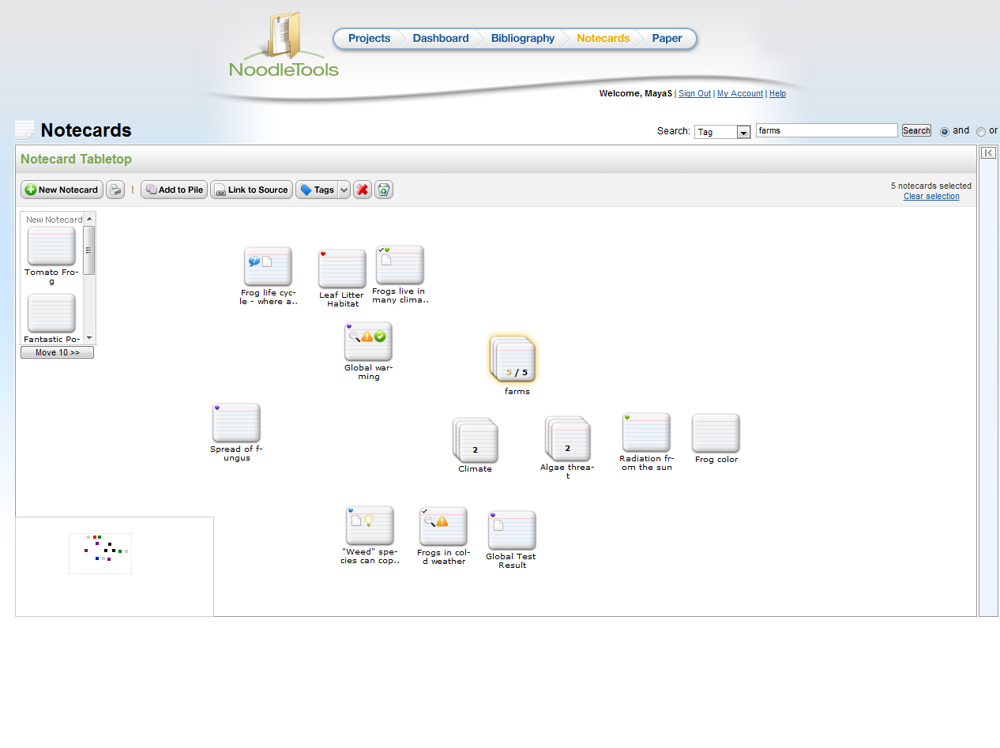 Projects Dashboard Bibliography Notecards Paper
NoodleTools
Welcome, MayaS | Sign Out | My Account | Help
Notecards
Search: Tag farms Search and or
Notecard Tabletop
New Notecard Add to Pile Link to Source Tags
5 notecards selected
Clear selection
New Notecard
Tomato Fro-
g
Fantastic Po-
Move 10 >>
Frog life cyc-
le - where a..
Leaf Litter
Habitat
Frogs live in
many clima..
Global war-
ming
5 / 5
farms
Spread of f-
ungus
2
Climate
2
Algae threa-
t
Radiation fr-
om the sun
Frog color
"Weed" spe-
cies can cop..
Frogs in col-
d weather
Global Test
Result